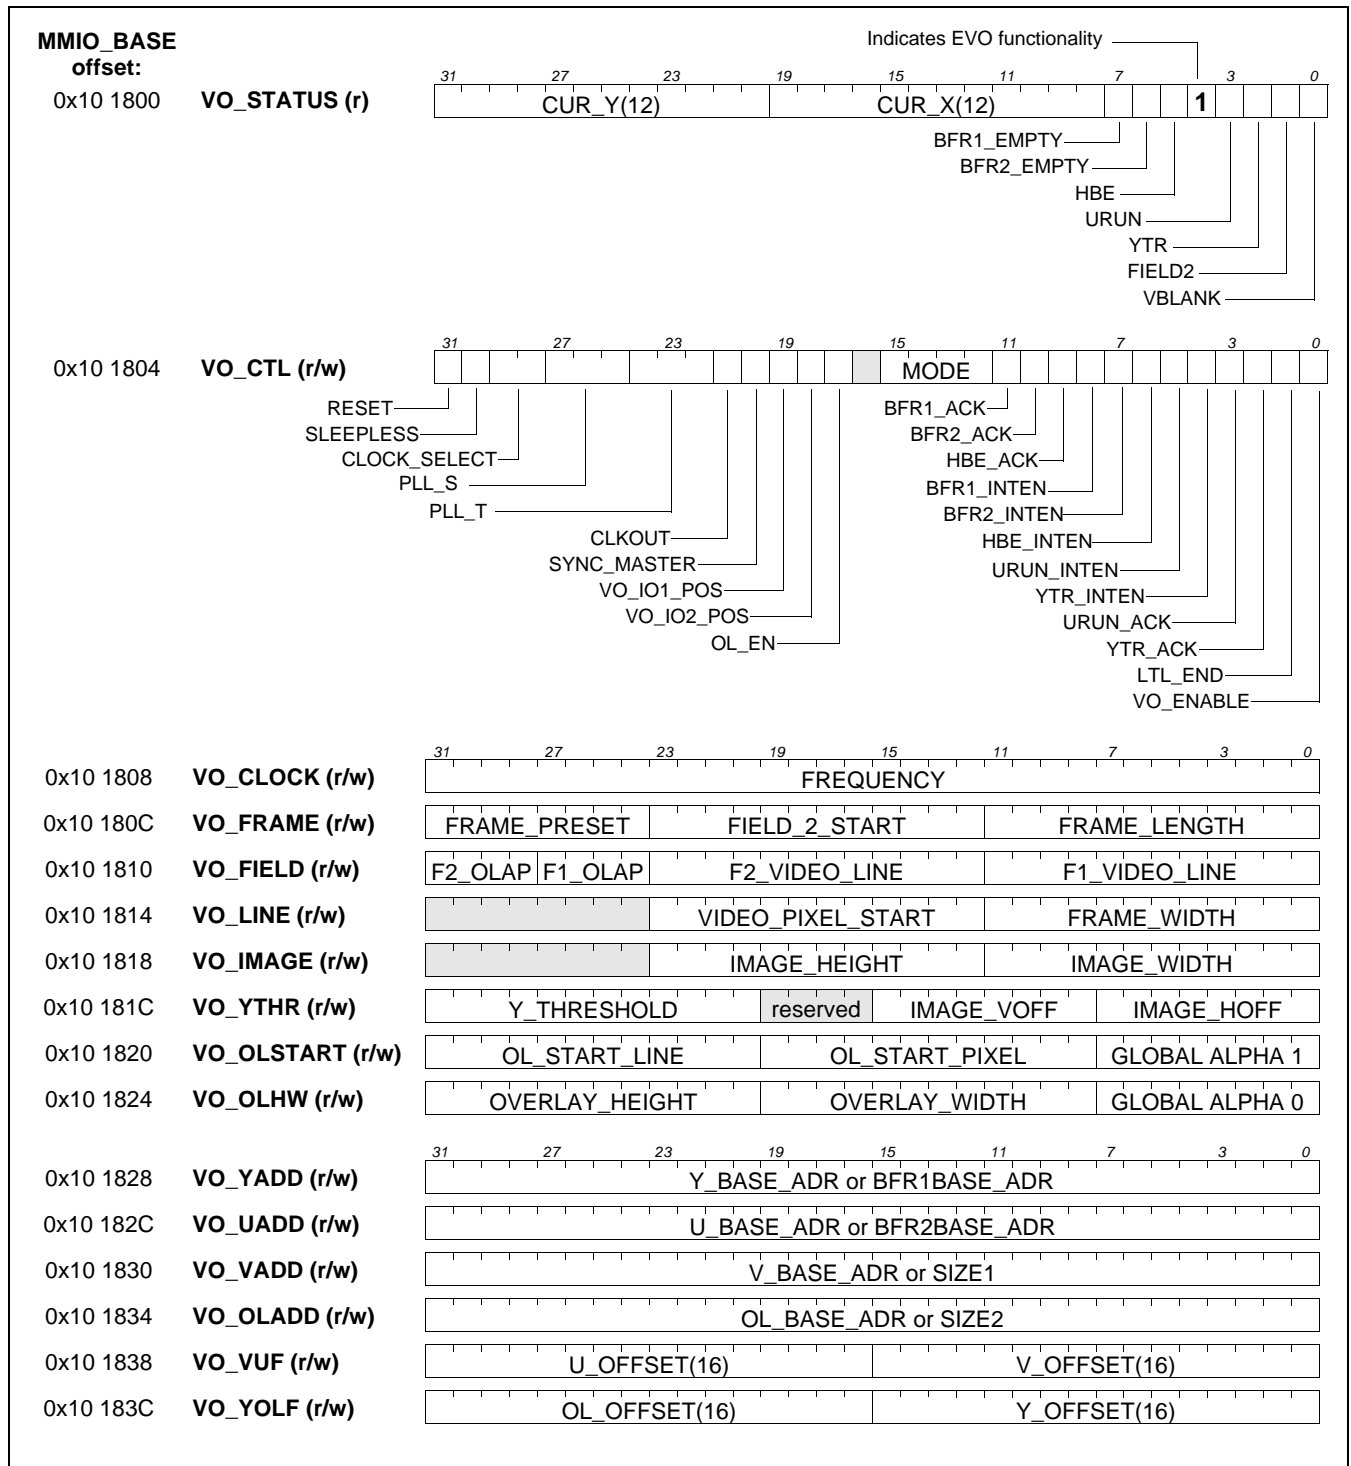 MMIO_BASE
offset:
Indicates EVO functionality
31 27 23 19 15 11 7 3 0
0x10 1800 VO_STATUS (r) CUR_Y(12) CUR_X(12) 1
BFR1_EMPTY
BFR2_EMPTY
HBE
URUN
YTR
FIELD2
VBLANK
31 27 23 19 15 11 7 3 0
0x10 1804 VO_CTL (r/w) MODE
RESET BFR1_ACK
SLEEPLESS BFR2_ACK
CLOCK_SELECT HBE_ACK
PLL_S BFR1_INTEN
PLL_T BFR2_INTEN
CLKOUT HBE_INTEN
SYNC_MASTER URUN_INTEN
VO_IO1_POS YTR_INTEN
VO_IO2_POS URUN_ACK
OL_EN YTR_ACK
LTL_END
VO_ENABLE
31 27 23 19 15 11 7 3 0
0x10 1808 VO_CLOCK (r/w) FREQUENCY
0x10 180C VO_FRAME (r/w) FRAME_PRESET FIELD_2_START FRAME_LENGTH
0x10 1810 VO_FIELD (r/w) F2_OLAP F1_OLAP F2_VIDEO_LINE F1_VIDEO_LINE
0x10 1814 VO_LINE (r/w) VIDEO_PIXEL_START FRAME_WIDTH
0x10 1818 VO_IMAGE (r/w) IMAGE_HEIGHT IMAGE_WIDTH
0x10 181C VO_YTHR (r/w) Y_THRESHOLD reserved IMAGE_VOFF IMAGE_HOFF
0x10 1820 VO_OLSTART (r/w) OL_START_LINE OL_START_PIXEL GLOBAL ALPHA 1
0x10 1824 VO_OLHW (r/w) OVERLAY_HEIGHT OVERLAY_WIDTH GLOBAL ALPHA 0
31 27 23 19 15 11 7 3 0
0x10 1828 VO_YADD (r/w) Y_BASE_ADR or BFR1BASE_ADR
0x10 182C VO_UADD (r/w) U_BASE_ADR or BFR2BASE_ADR
0x10 1830 VO_VADD (r/w) V_BASE_ADR or SIZE1
0x10 1834 VO_OLADD (r/w) OL_BASE_ADR or SIZE2
0x10 1838 VO_VUF (r/w) U_OFFSET(16) V_OFFSET(16)
0x10 183C VO_YOLF (r/w) OL_OFFSET(16) Y_OFFSET(16)